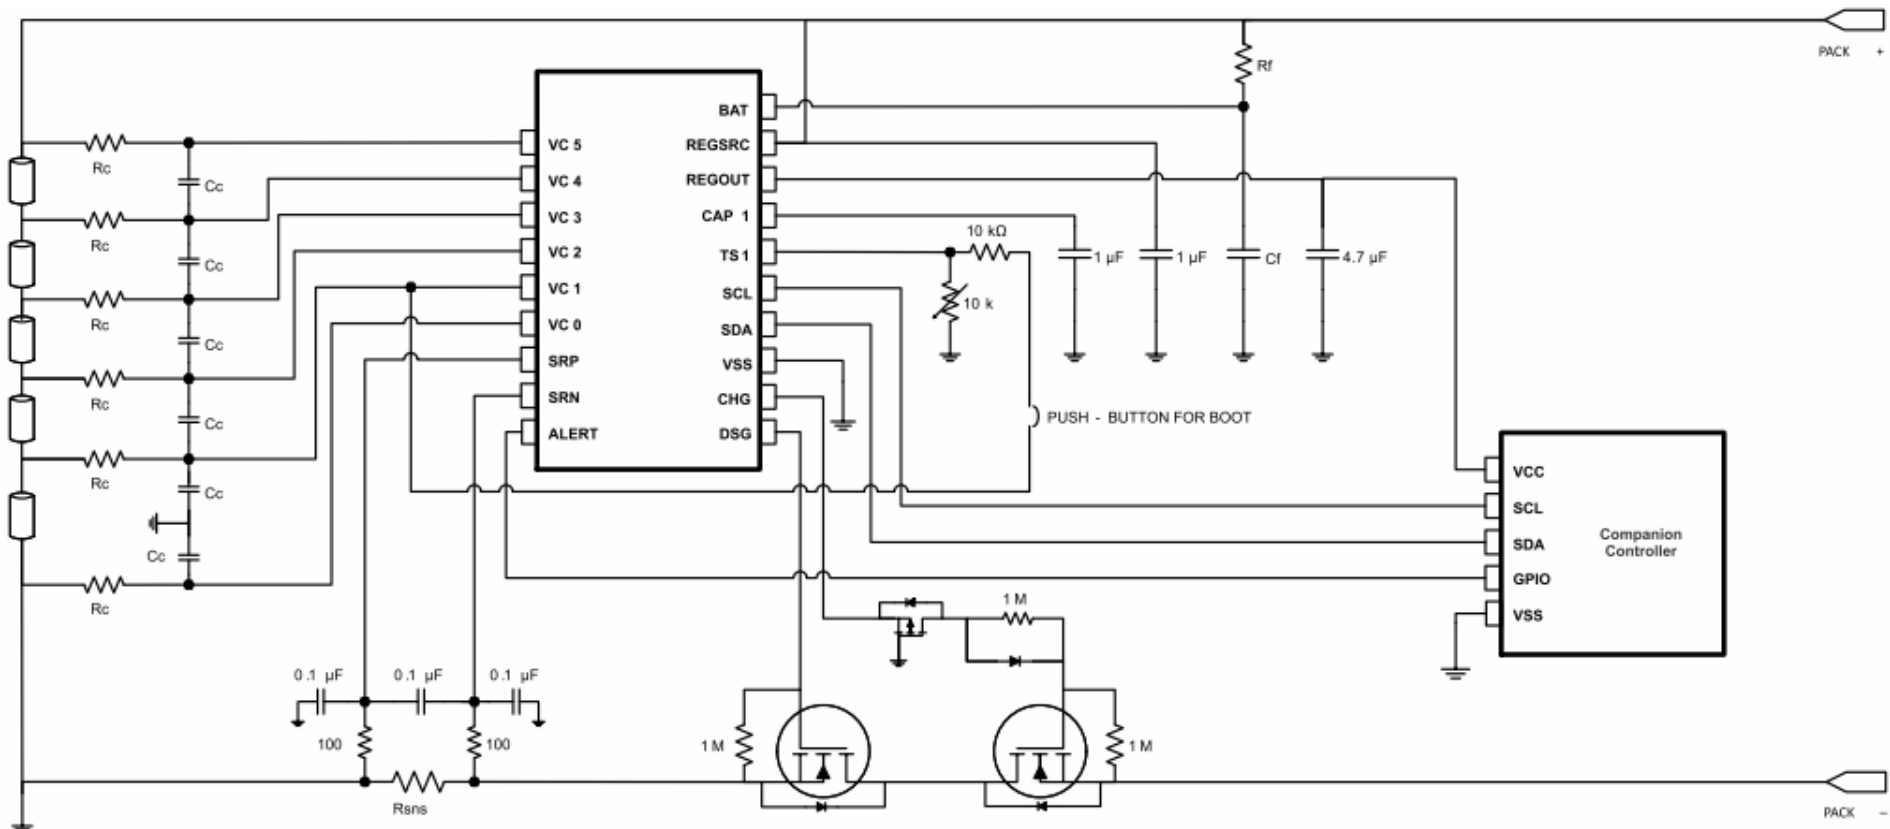 PACK +
Rf
BAT
VC 5
REGSRC
Rc
VC 4
REGOUT
Cc
VC 3
CAP 1
Rc
10 kΩ
VC 2
TS1
1 µF
1 µF
Cf
4.7 µF
Cc
VC 1
SCL
10 k
Rc
VC 0
SDA
Cc
SRP
VSS
Rc
SRN
CHG
PUSH - BUTTON FOR BOOT
Cc
ALERT
DSG
Rc
VCC
Cc
SCL
Companion
Controller
SDA
Cc
GPIO
Rc
1 M
VSS
0.1 µF
0.1 µF
0.1 µF
100
100
1 M
1 M
Rsns
PACK –